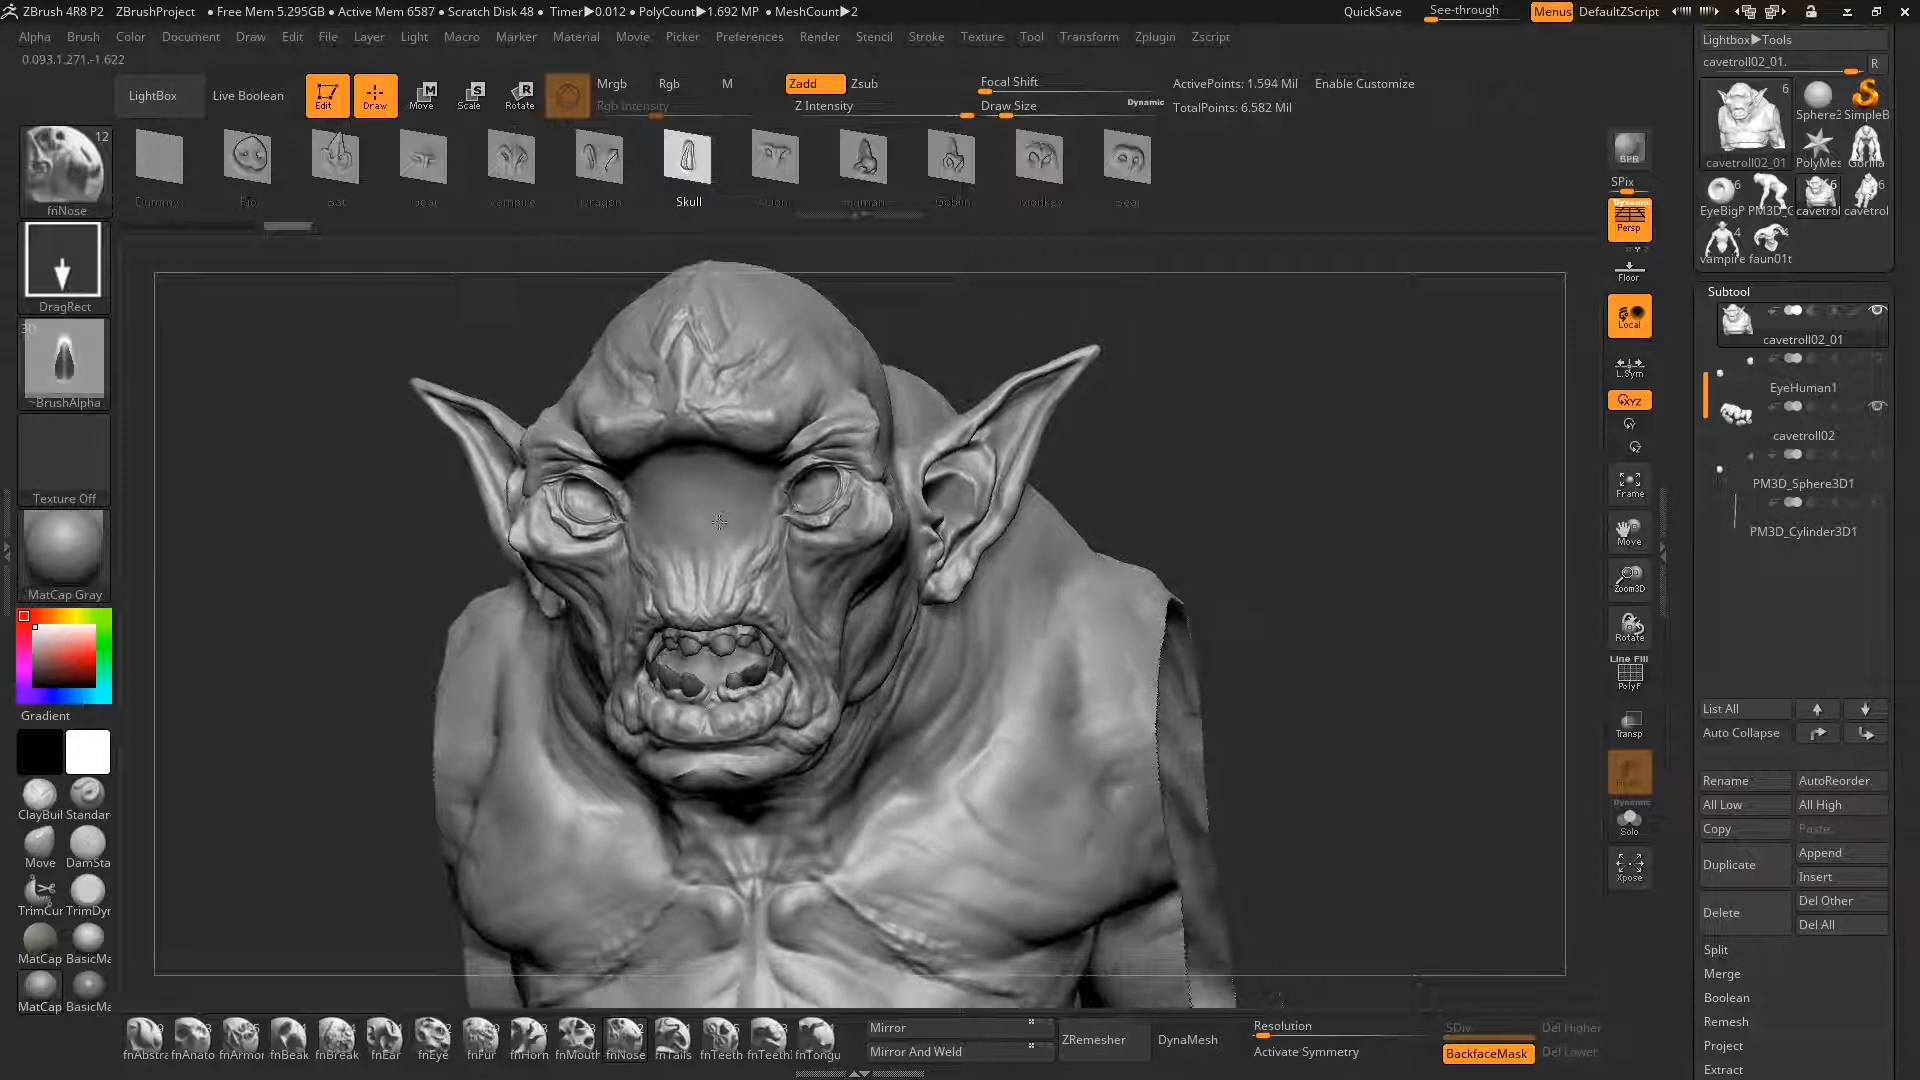 ZBrush 4R8 P2 ZBrushProject • Free Mem 5.295GB • Active Mem 6587 • Scratch Disk 48 • Timer▶0.012 • PolyCount▶1.692 MP • MeshCount▶2 QuickSave See-through Menus DefaultZScript
Alpha Brush Color Document Draw Edit File Layer Light Macro Marker Material Movie Picker Preferences Render Stencil Stroke Texture Tool Transform Zplugin Zscript
0.093,1.271,-1.622
LightBox
Live Boolean
Edit
Draw
Move
Scale
Rotate
Mrgb Rgb M
Rgb Intensity
Zadd Zsub
Z Intensity
Focal Shift
Draw Size
Dynamic
ActivePoints: 1.594 Mil
TotalPoints: 6.582 Mil
Enable Customize
12
fnNose
Skull
DragRect
~BrushAlpha
Texture Off
MatCap Gray
Gradient
ClayBuil Standar
Move DamSta
TrimCur TrimDyr
MatCap BasicMa
MatCap BasicMa
BPR
SPix
Dynamic
Persp
Floor
Local
L.Sym
XYZ
Frame
Move
Zoom3D
Rotate
Line Fill
PolyF
Transp
Dynamic
Solo
Xpose
Lightbox▶Tools
cavetroll02_01.
R
6
cavetroll02_01
Sphere3 SimpleB
PolyMes Gorilla
EyeBigP PM3D_C cavetrol cavetrol
vampire faun01t
Subtool
cavetroll02_01
EyeHuman1
cavetroll02
PM3D_Sphere3D1
PM3D_Cylinder3D1
List All
Auto Collapse
Rename AutoReorder
All Low All High
Copy Paste
Duplicate Append
Insert
Delete Del Other
Del All
Split
Merge
Boolean
Remesh
Project
Extract
fnAbstra fnAnato fnArmor fnBeak fnBreak fnEar fnEye fnFur fnHorn fnMouth fnNose fnTails fnTeeth fnTeeth fnTongu
Mirror
Mirror And Weld
ZRemesher
DynaMesh
Resolution
Activate Symmetry
SDiv
BackfaceMask
Del Higher
Del Lower